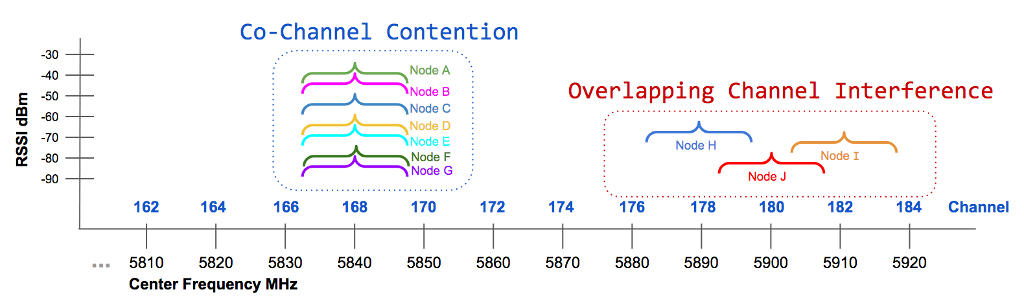 Co-Channel Contention
Overlapping Channel Interference
RSSI dBm
-30
-40
-50
-60
-70
-80
-90
Node A
Node B
Node C
Node D
Node E
Node F
Node G
Node H
Node I
Node J
162 164 166 168 170 172 174 176 178 180 182 184 Channel
... 5810 5820 5830 5840 5850 5860 5870 5880 5890 5900 5910 5920
Center Frequency MHz